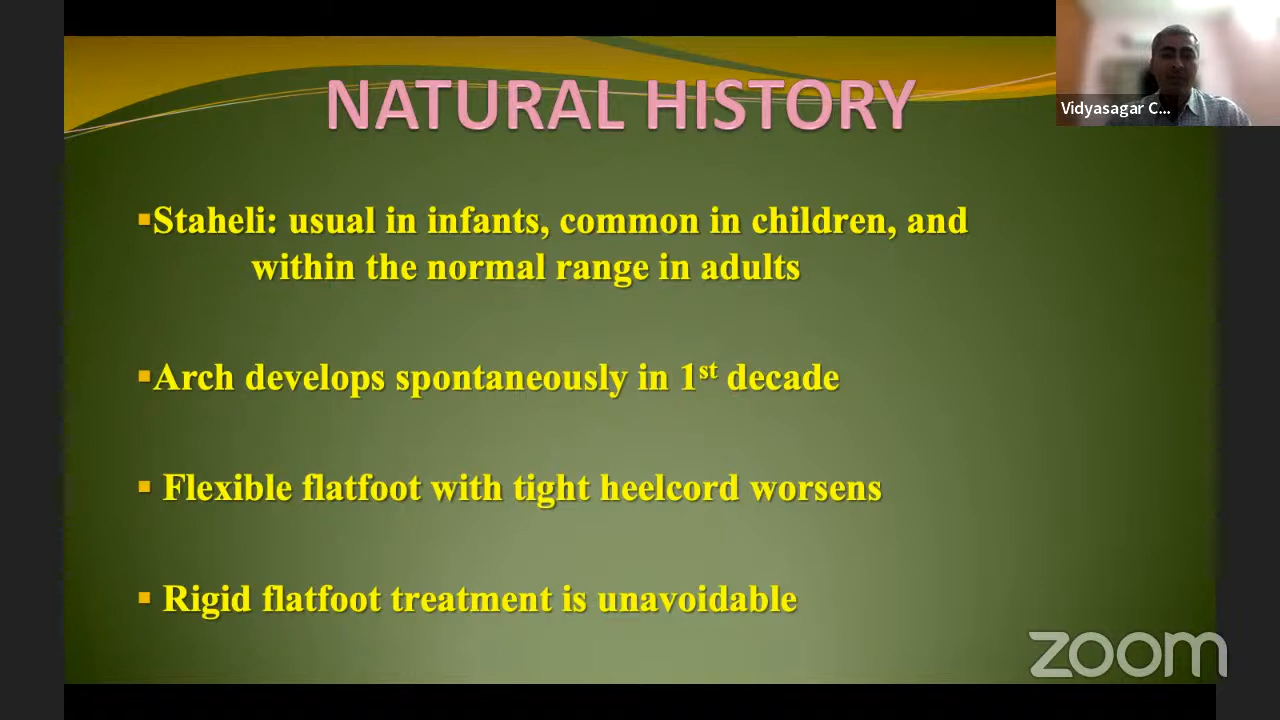 NATURAL HISTORY
Vidyasagar C...
▪Staheli: usual in infants, common in children, and
within the normal range in adults
▪Arch develops spontaneously in 1st decade
▪ Flexible flatfoot with tight heelcord worsens
▪ Rigid flatfoot treatment is unavoidable
zoom